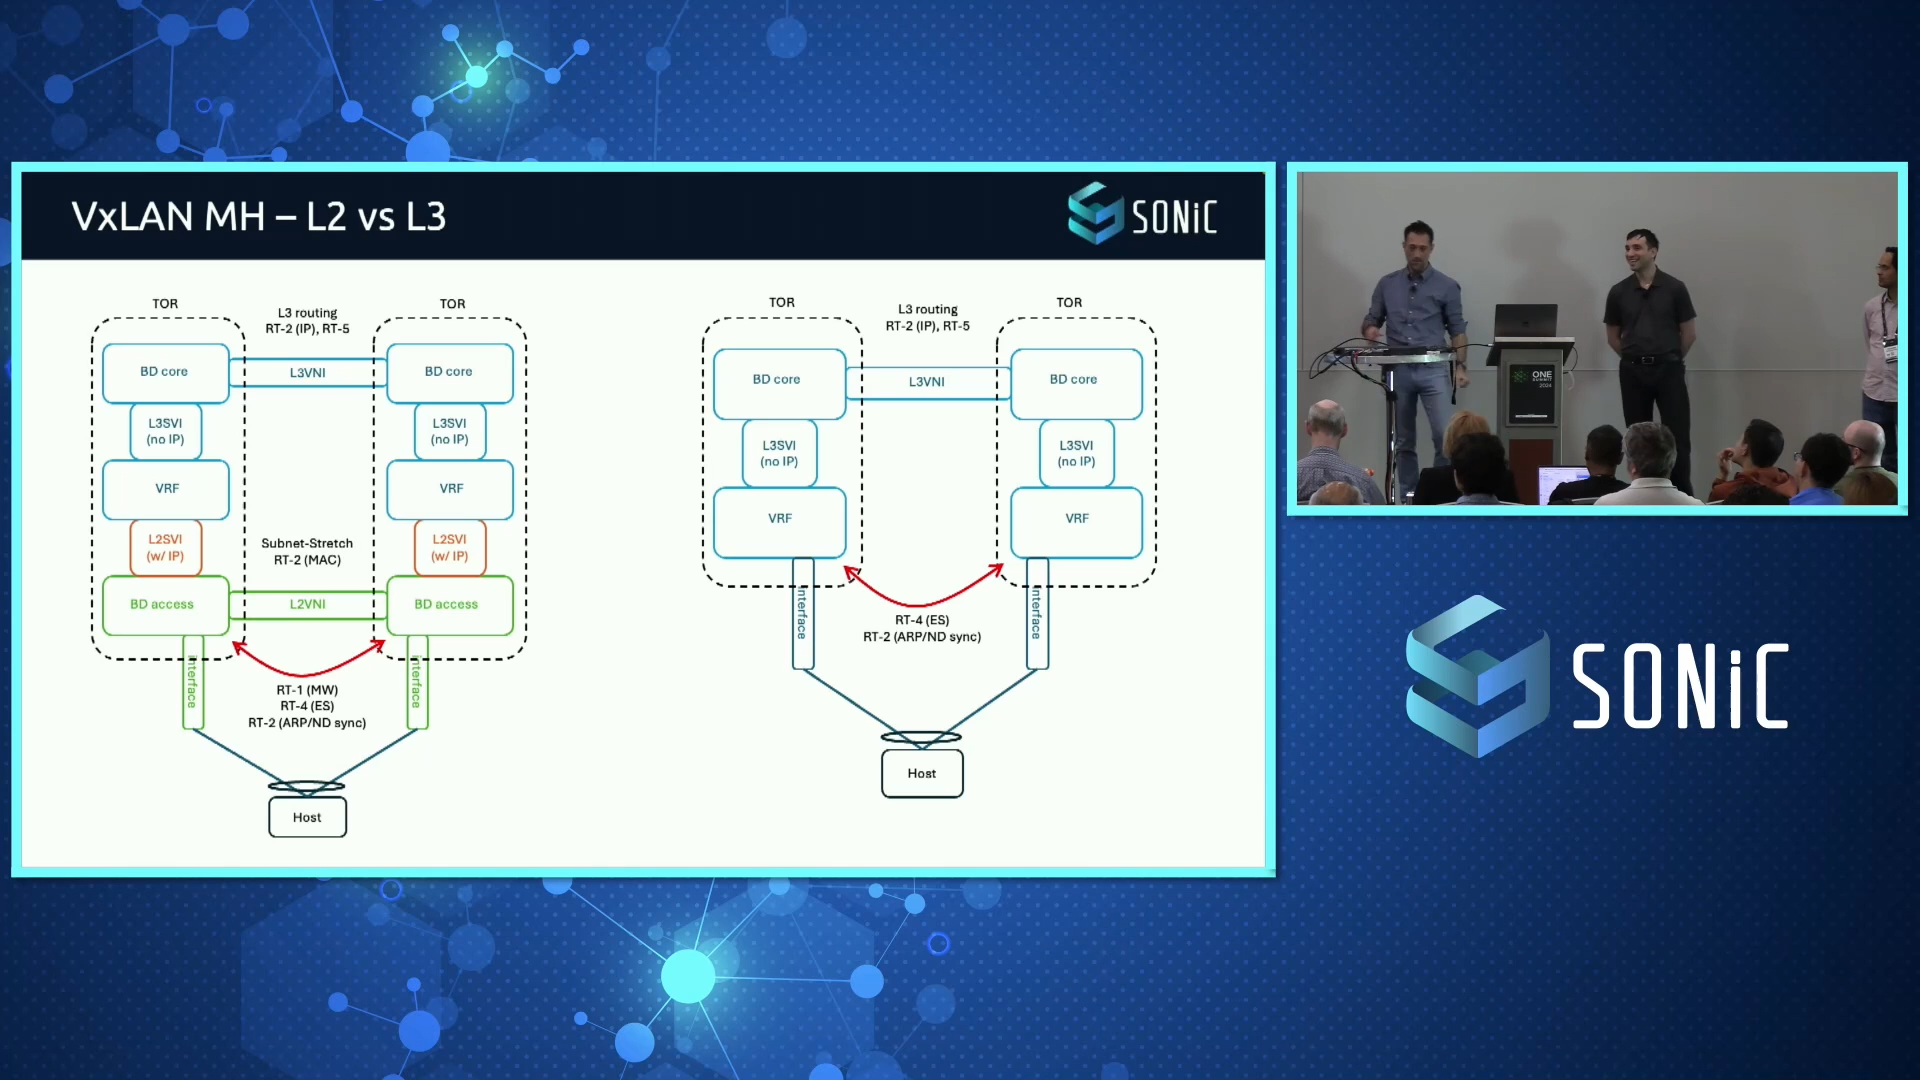 VxLAN MH – L2 vs L3
SONiC
TOR
L3 routing
RT-2 (IP), RT-5
TOR
BD core
L3VNI
BD core
L3SVI
(no IP)
L3SVI
(no IP)
VRF
VRF
L2SVI
(w/ IP)
Subnet-Stretch
RT-2 (MAC)
L2SVI
(w/ IP)
BD access
L2VNI
BD access
Interface
Interface
RT-1 (MW)
RT-4 (ES)
RT-2 (ARP/ND sync)
Host
TOR
L3 routing
RT-2 (IP), RT-5
TOR
BD core
L3VNI
BD core
L3SVI
(no IP)
L3SVI
(no IP)
VRF
VRF
Interface
Interface
RT-4 (ES)
RT-2 (ARP/ND sync)
Host
ONE
SUMMIT
2024
SONiC